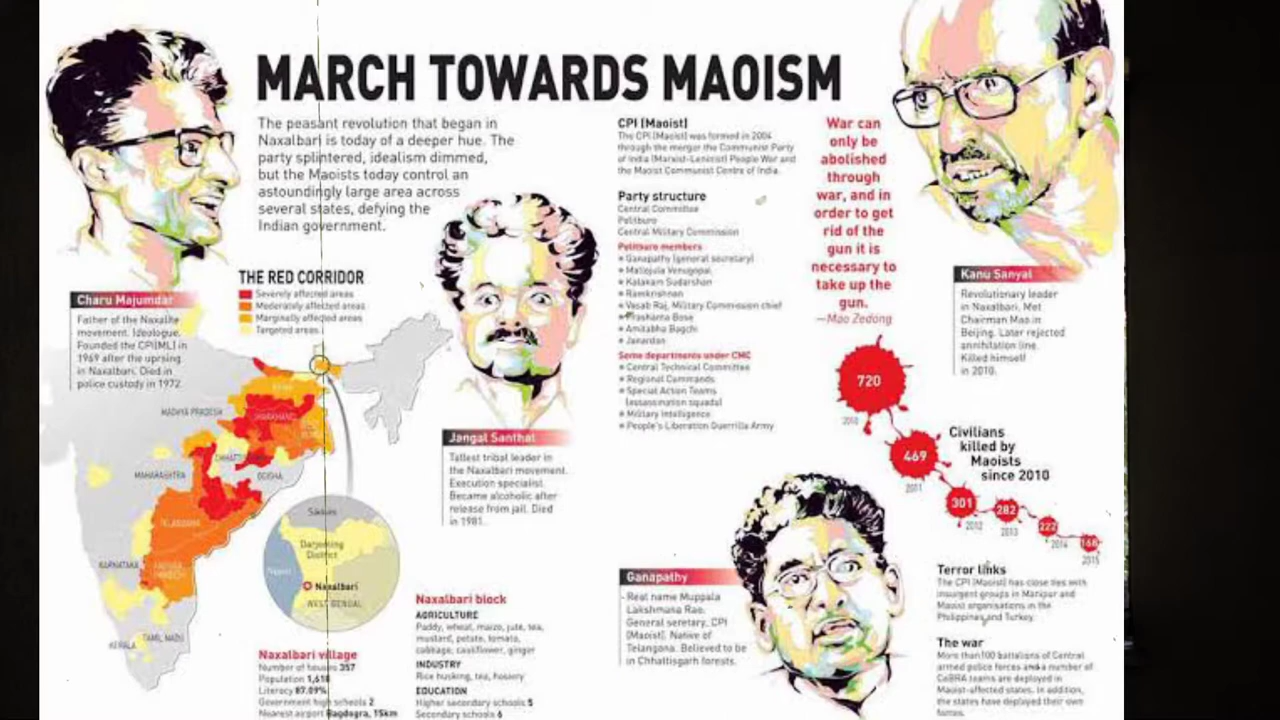 MARCH TOWARDS MAOISM
The peasant revolution that began in
Naxalbari is today of a deeper hue. The
party splintered, idealism dimmed,
but the Maoists today control an
astoundingly large area across
several states, defying the
Indian government.
Charu Majumdar
Father of the Naxalite
movement. Ideologue.
Founded the CPI(ML) in
1969 after the uprising
in Naxalbari. Died in
police custody in 1972.
THE RED CORRIDOR
Severely affected areas
Moderately affected areas
Marginally affected areas
Targeted areas
BIHAR
MADHYA PRADESH
JHARKHAND
MAHARASHTRA
ODISHA
TELANGANA
KARNATAKA
ANDHRA
PRADESH
KERALA
TAMIL NADU
Sikkim
Darjeeling
District
Nepal
Naxalbari
WEST BENGAL
Jangal Santhal
Tallest tribal leader in
the Naxalbari movement.
Execution specialist.
Became alcoholic after
release from jail. Died
in 1981.
Naxalbari village
Number of houses 357
Population
Literacy 87.09%
Government high schools 2
Nearest airport Bagdogra, 15km
Naxalbari block
AGRICULTURE
Paddy, wheat, maize, jute, tea,
mustard, potato, tomato,
cabbage, cauliflower, ginger
INDUSTRY
Rice husking, tea, hosiery
EDUCATION
Higher secondary schools 5
Secondary schools 6
CPI (Maoist)
The CPI (Maoist) was formed in 2004
through the merger the Communist Party
of India (Marxist-Leninist) People War and
the Maoist Communist Centre of India.
Party structure
Central Committee
Politburo
Central Military Commission
Politburo members
Ganapathy (general secretary)
Mallojula Venugopal
Katakam Sudarshan
Ramkrishnan
Vasab Raj, Military Commission chief
Prashanta Bose
Amitabha Bagchi
Janardan
Some departments under CMC
Central Technical Committee
Regional Commands
Special Action Teams
(assassination squads)
Military Intelligence
People's Liberation Guerrilla Army
War can
only be
abolished
through
war, and in
order to get
rid of the
gun it is
necessary to
take up the
gun.
—Mao Zedong
Kanu Sanyal
Revolutionary leader
in Naxalbari. Met
Chairman Mao in
Beijing. Later rejected
annihilation line.
Killed himself
in 2010.
Civilians
killed by
Maoists
since 2010
720
2010
469
2011
301
2012
282
2013
222
2014
168
2015
Ganapathy
Real name Muppala
Lakshmana Rao.
General seretary, CPI
(Maoist). Native of
Telangana. Believed to be
in Chhattisgarh forests.
Terror links
The CPI (Maoist) has close ties with
insurgent groups in Manipur and
Maoist organisations in the
Philippines and Turkey.
The war
More than 100 battalions of Central
armed police forces and a number of
CoBRA teams are deployed in
Maoist-affected states. In addition,
the states have deployed their own
forces.